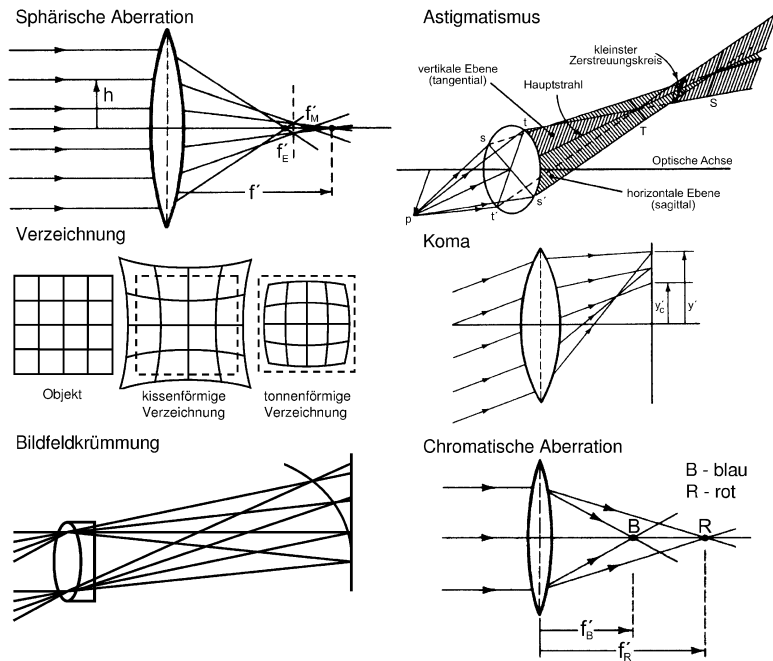 Sphärische Aberration
h
f′M
f′E
f′
Astigmatismus
kleinster
Zerstreuungskreis
vertikale Ebene
(tangential)
Hauptstrahl
S
T
s
t
Optische Achse
horizontale Ebene
(sagittal)
p
t′
s′
Verzeichnung
Objekt
kissenförmige
Verzeichnung
tonnenförmige
Verzeichnung
Koma
y′c
y′
Bildfeldkrümmung
Chromatische Aberration
B - blau
R - rot
B
R
f′B
f′R